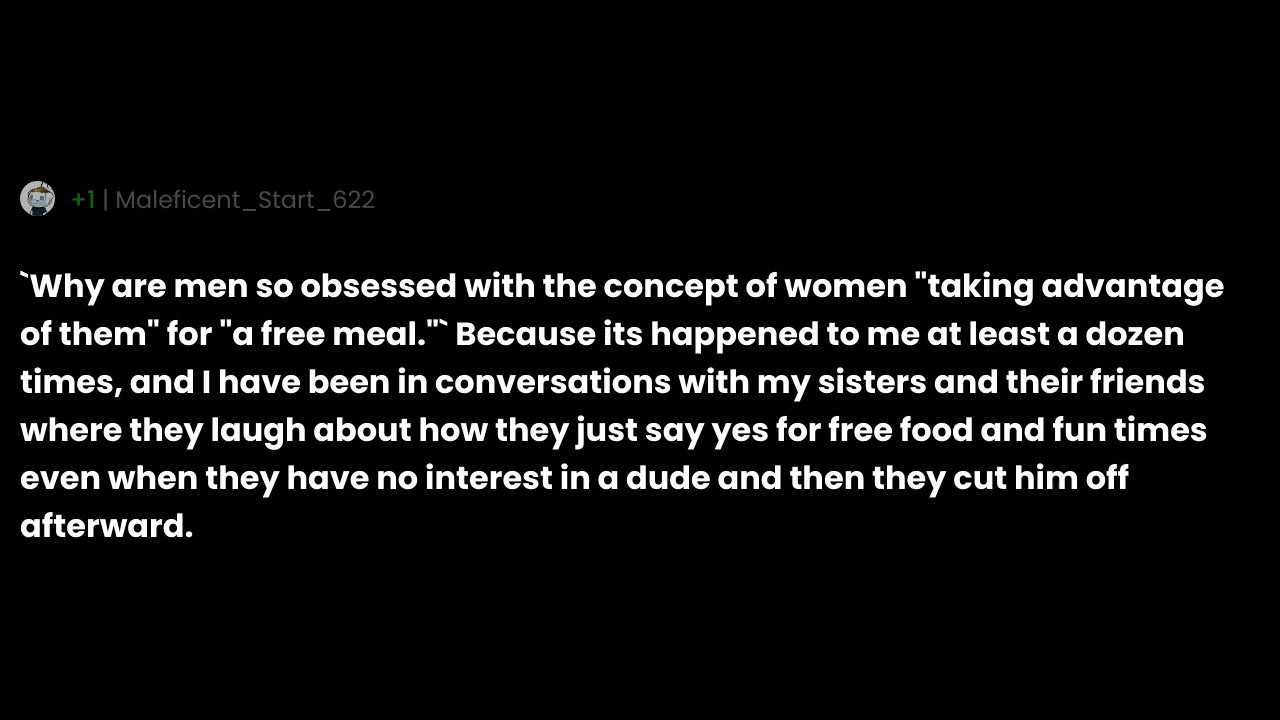 +1 | Maleficent_Start_622
`Why are men so obsessed with the concept of women "taking advantage
of them" for "a free meal."` Because its happened to me at least a dozen
times, and I have been in conversations with my sisters and their friends
where they laugh about how they just say yes for free food and fun times
even when they have no interest in a dude and then they cut him off
afterward.